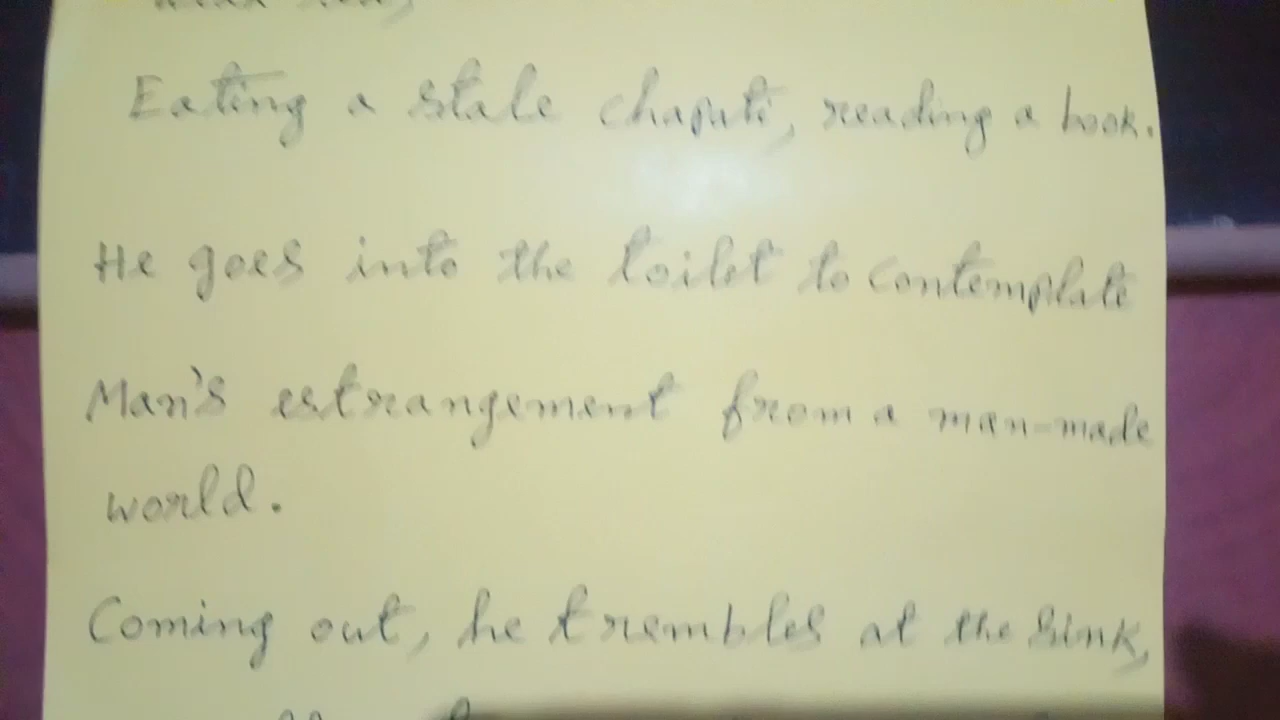 Eating a stale chapati, reading a book.
He goes into the toilet to contemplate
Man's estrangement from a man-made
world.
Coming out, he trembles at the sink,